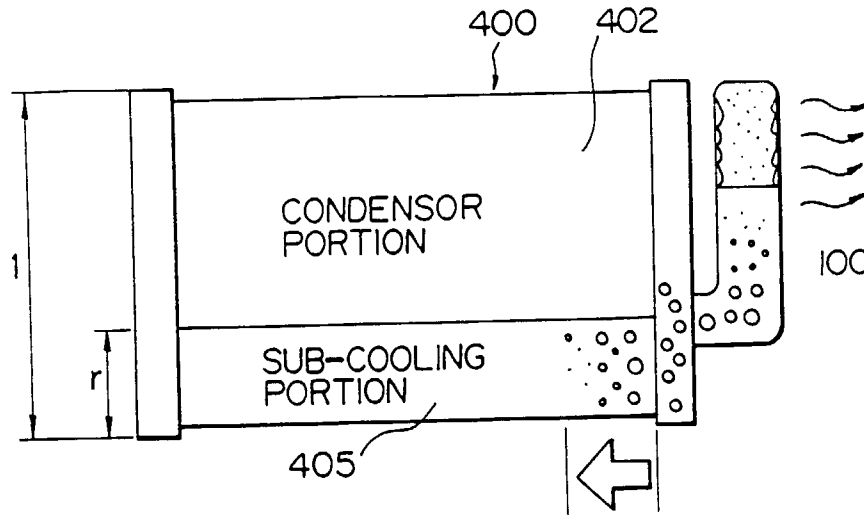 400
402
1
CONDENSOR
PORTION
100
r
SUB-COOLING
PORTION
405